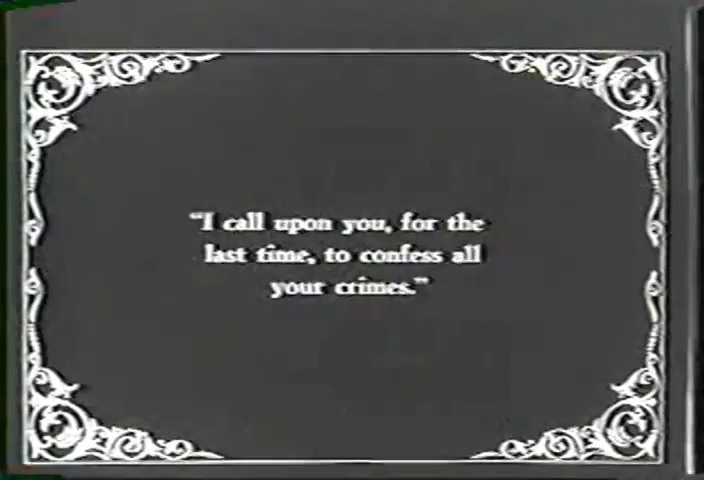 “I call upon you, for the
last time, to confess all
your crimes.”